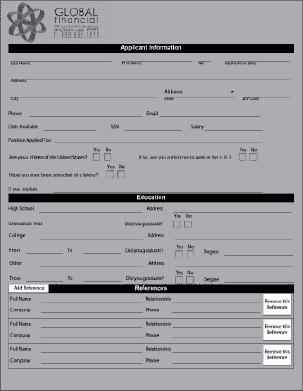 GLOBAL
financial
Applicant Information
Last Name First Name MI
Address
Alabama
City State ZIP Code
Phone Email
Date Available SSN Salary
Position Applied For:
Yes No Yes No
Are you a citizen of the United States? If no, are you authorized to work in the U.S.?
Yes No
Have you ever been convicted of a felony?
If yes, explain
Education
High School Address
Yes No
Graduation Year Did you graduate?
College Address
Yes No
From To Did you graduate? Degree
Other Address
Yes No
From To Did you graduate? Degree
Add Reference References
Full Name Relationship Remove this
Company Phone Reference
Full Name Relationship Remove this
Company Phone Reference
Full Name Relationship Remove this
Company Phone Reference